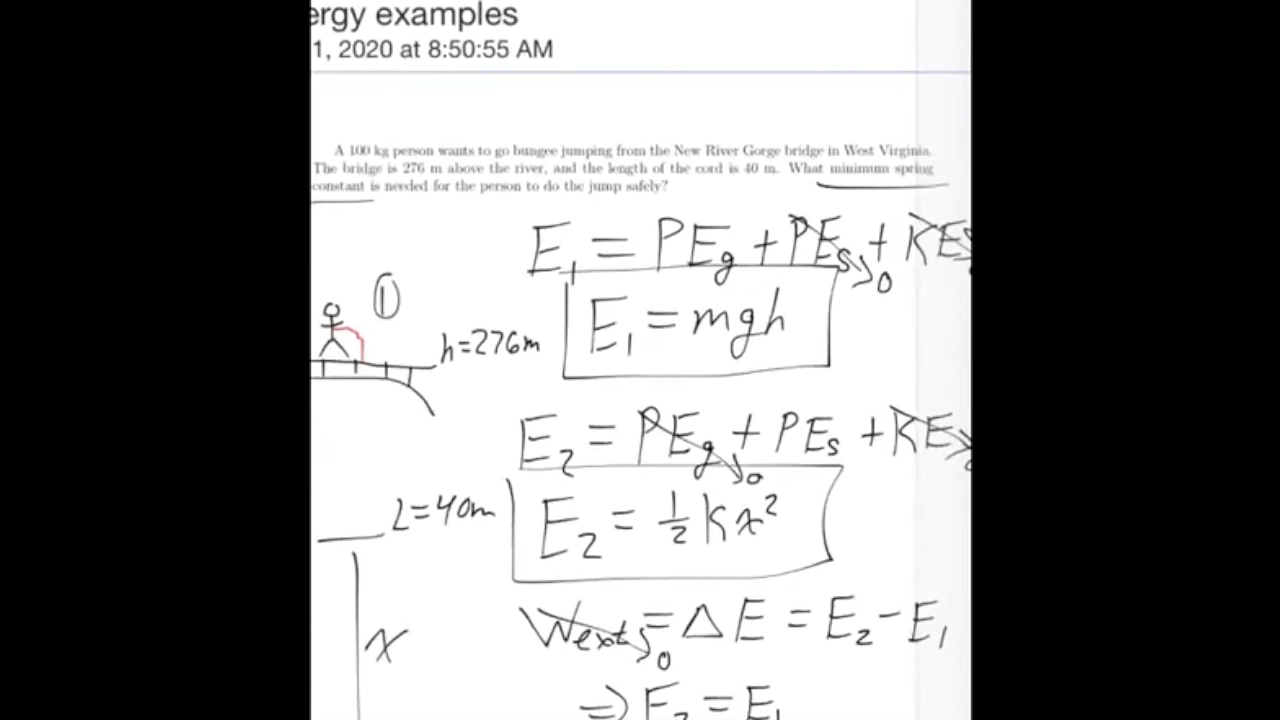 ergy examples
1, 2020 at 8:50:55 AM
A 100 kg person wants to go bungee jumping from the New River Gorge bridge in West Virginia.
The bridge is 276 m above the river, and the length of the cord is 40 m. What minimum spring
constant is needed for the person to do the jump safely?
E₁ = PEg + PEs→0 + KE
①
h=276m
E₁ = mgh
E₂ = PEg→0 + PEs + KE
L=40m
E₂ = ½kx²
Wext→0 = ΔE = E₂ - E₁
x
⇒ E₂ = E₁